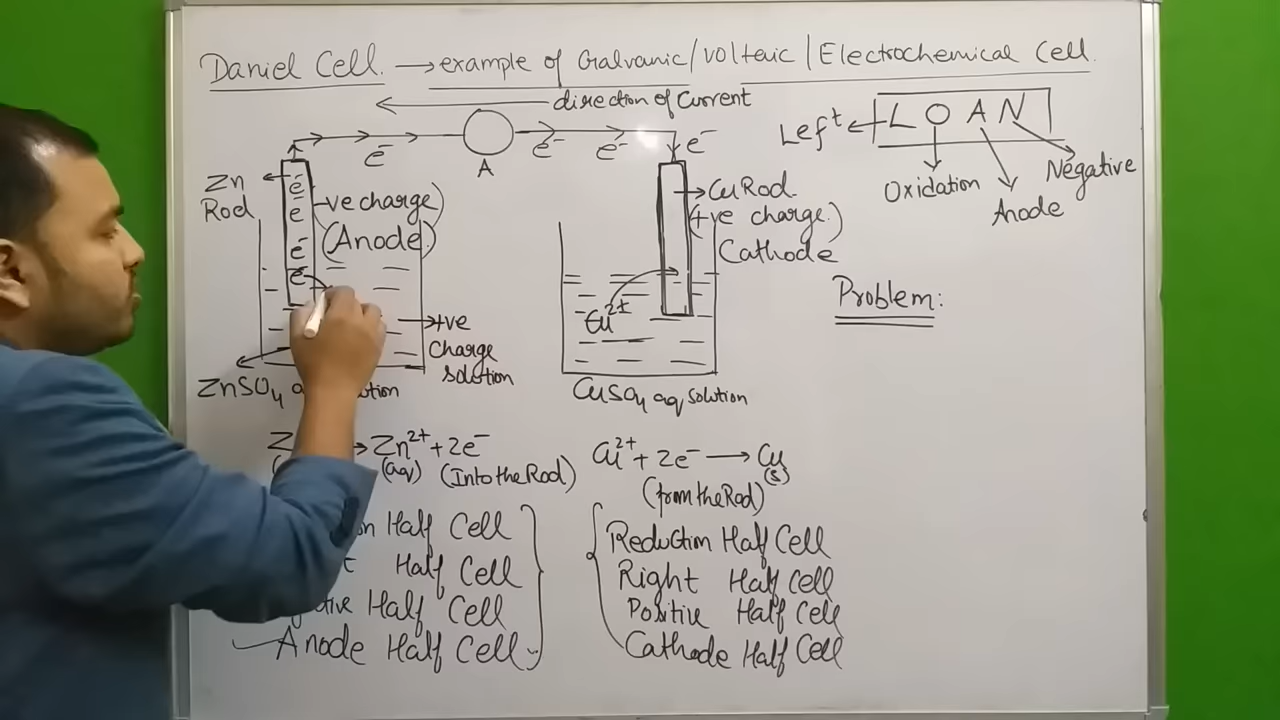 Daniel Cell. → example of Galvanic/volteuic | Electrochemical Cell.
direction of Current
Left ← L O A N
Oxidation
Anode
Negative
e⁻ A e⁻ e⁻ e⁻
Zn
Rod
e⁻
e⁻
e⁻
e⁻
-ve charge)
(Anode.)
+ve
Charge
solution
ZnSO₄
Cu Rod
(+ve charge.)
Cathode
Cu²⁺
CuSO₄ aq solution
Problem:
→ Zn²⁺ + 2e⁻
(aq) (Into the Rod)
Cu²⁺ + 2e⁻ → Cu
(s)
(from the Rod)
Half Cell
Half Cell
Half Cell
Anode Half Cell
Reduction Half Cell
Right Half Cell
Positive Half Cell
Cathode Half Cell